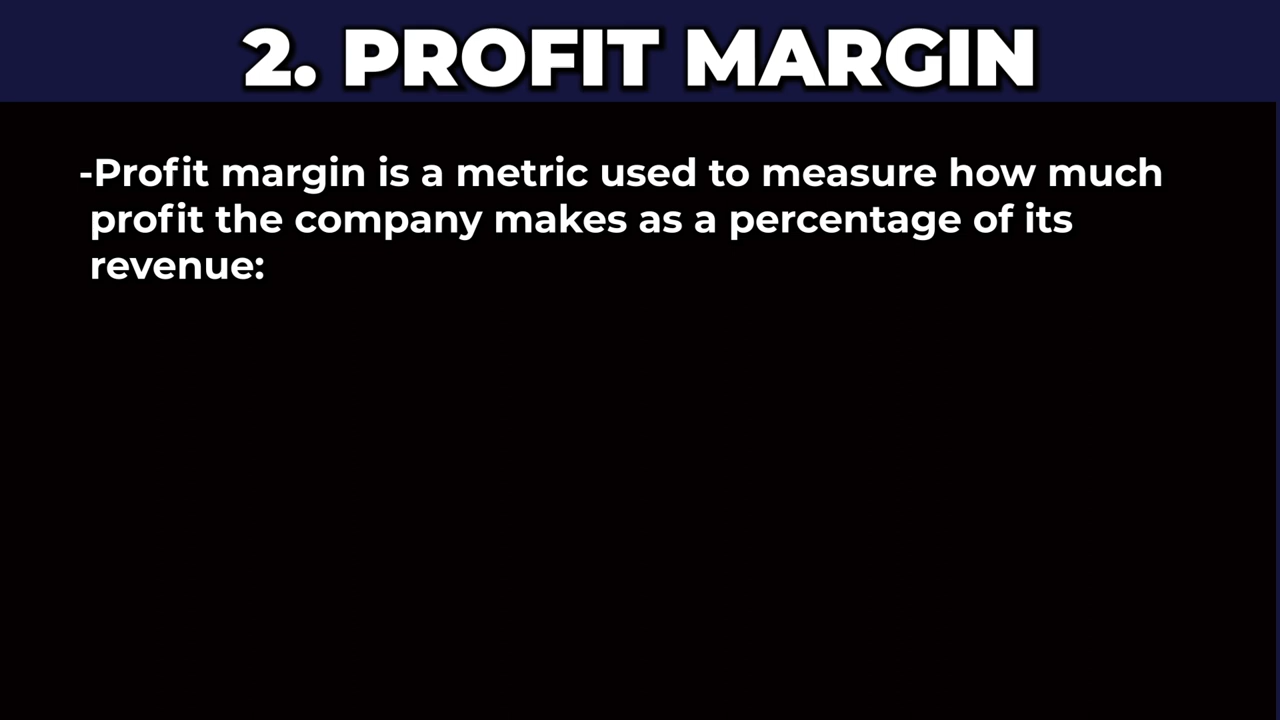 2. PROFIT MARGIN
-Profit margin is a metric used to measure how much
profit the company makes as a percentage of its
revenue: